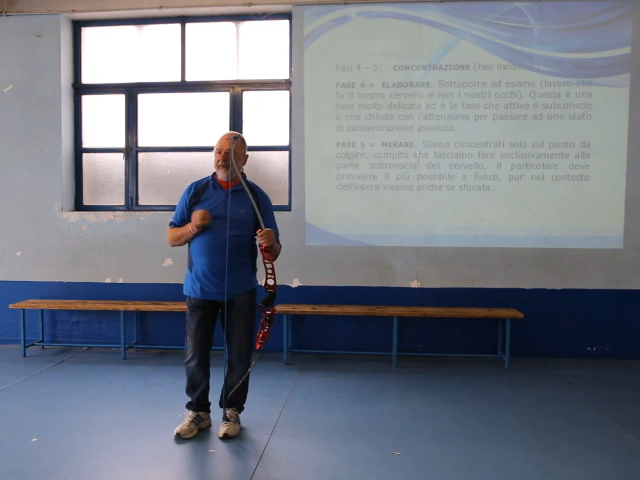 Fasi 4 – 5: CONCENTRAZIONE (fasi inconsce)
FASE 4 = ELABORARE. Sottoporre ad esame (lavoro che
fa il nostro cervello e non i nostri occhi). Questa è una
fase molto delicata ed è la fase che attiva il subconscio,
e che chiude con l'attenzione per passare ad uno stato
di concentrazione assoluta.
FASE 5 = MIRARE. Siamo concentrati solo sul punto da
colpire, compito che lasciamo fare esclusivamente alla
parte subconscia del cervello, il particolare deve
prevalere il più possibile a fuoco, pur nel contesto
dell'intera visione anche se sfocata.